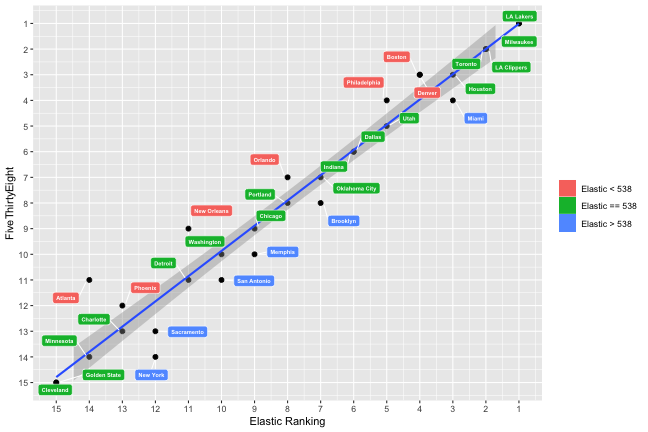 LA Lakers
Milwaukee
Boston
Toronto
LA Clippers
Philadelphia
Houston
Denver
Utah
Miami
Dallas
Orlando
Indiana
Oklahoma City
Portland
New Orleans
Chicago
Brooklyn
Washington
Memphis
Detroit
San Antonio
Phoenix
Atlanta
Charlotte
Sacramento
Minnesota
Golden State
New York
Cleveland
1
2
3
4
5
6
7
8
9
10
11
12
13
14
15
FiveThirtyEight
15 14 13 12 11 10 9 8 7 6 5 4 3 2 1
Elastic Ranking
Elastic < 538
Elastic == 538
Elastic > 538